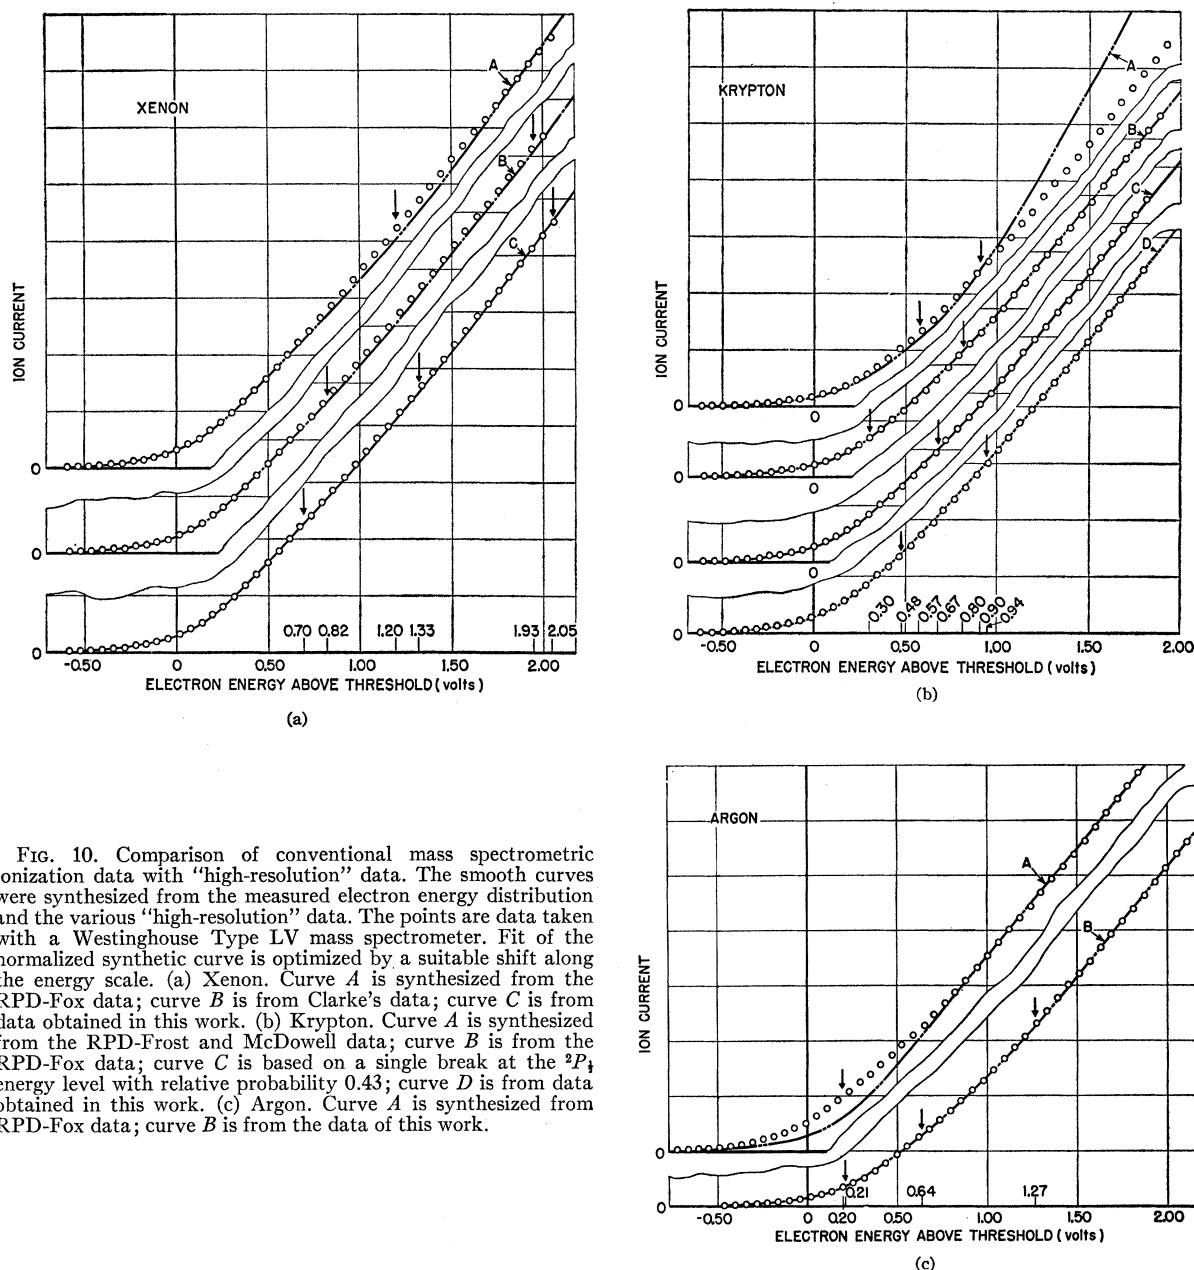 XENON
A
B
C
ION CURRENT
0
0
0
0.70 0.82 1.20 1.33 1.93 2.05
-0.50 0 0.50 1.00 1.50 2.00
ELECTRON ENERGY ABOVE THRESHOLD (volts)
(a)
KRYPTON
A
B
C
D
ION CURRENT
0
0
0
0
0
0
0
0.30 0.48 0.57 0.67 0.80 0.90 0.94
-0.50 0 0.50 1.00 1.50 2.00
ELECTRON ENERGY ABOVE THRESHOLD (volts)
(b)
FIG. 10. Comparison of conventional mass spectrometric
ionization data with "high-resolution" data. The smooth curves
were synthesized from the measured electron energy distribution
and the various "high-resolution" data. The points are data taken
with a Westinghouse Type LV mass spectrometer. Fit of the
normalized synthetic curve is optimized by a suitable shift along
the energy scale. (a) Xenon. Curve A is synthesized from the
RPD-Fox data; curve B is from Clarke's data; curve C is from
data obtained in this work. (b) Krypton. Curve A is synthesized
from the RPD-Frost and McDowell data; curve B is from the
RPD-Fox data; curve C is based on a single break at the ²P½
energy level with relative probability 0.43; curve D is from data
obtained in this work. (c) Argon. Curve A is synthesized from
RPD-Fox data; curve B is from the data of this work.
ARGON
A
B
ION CURRENT
0
0
0.21 0.64 1.27
-0.50 0 0.20 0.50 1.00 1.50 2.00
ELECTRON ENERGY ABOVE THRESHOLD (volts)
(c)